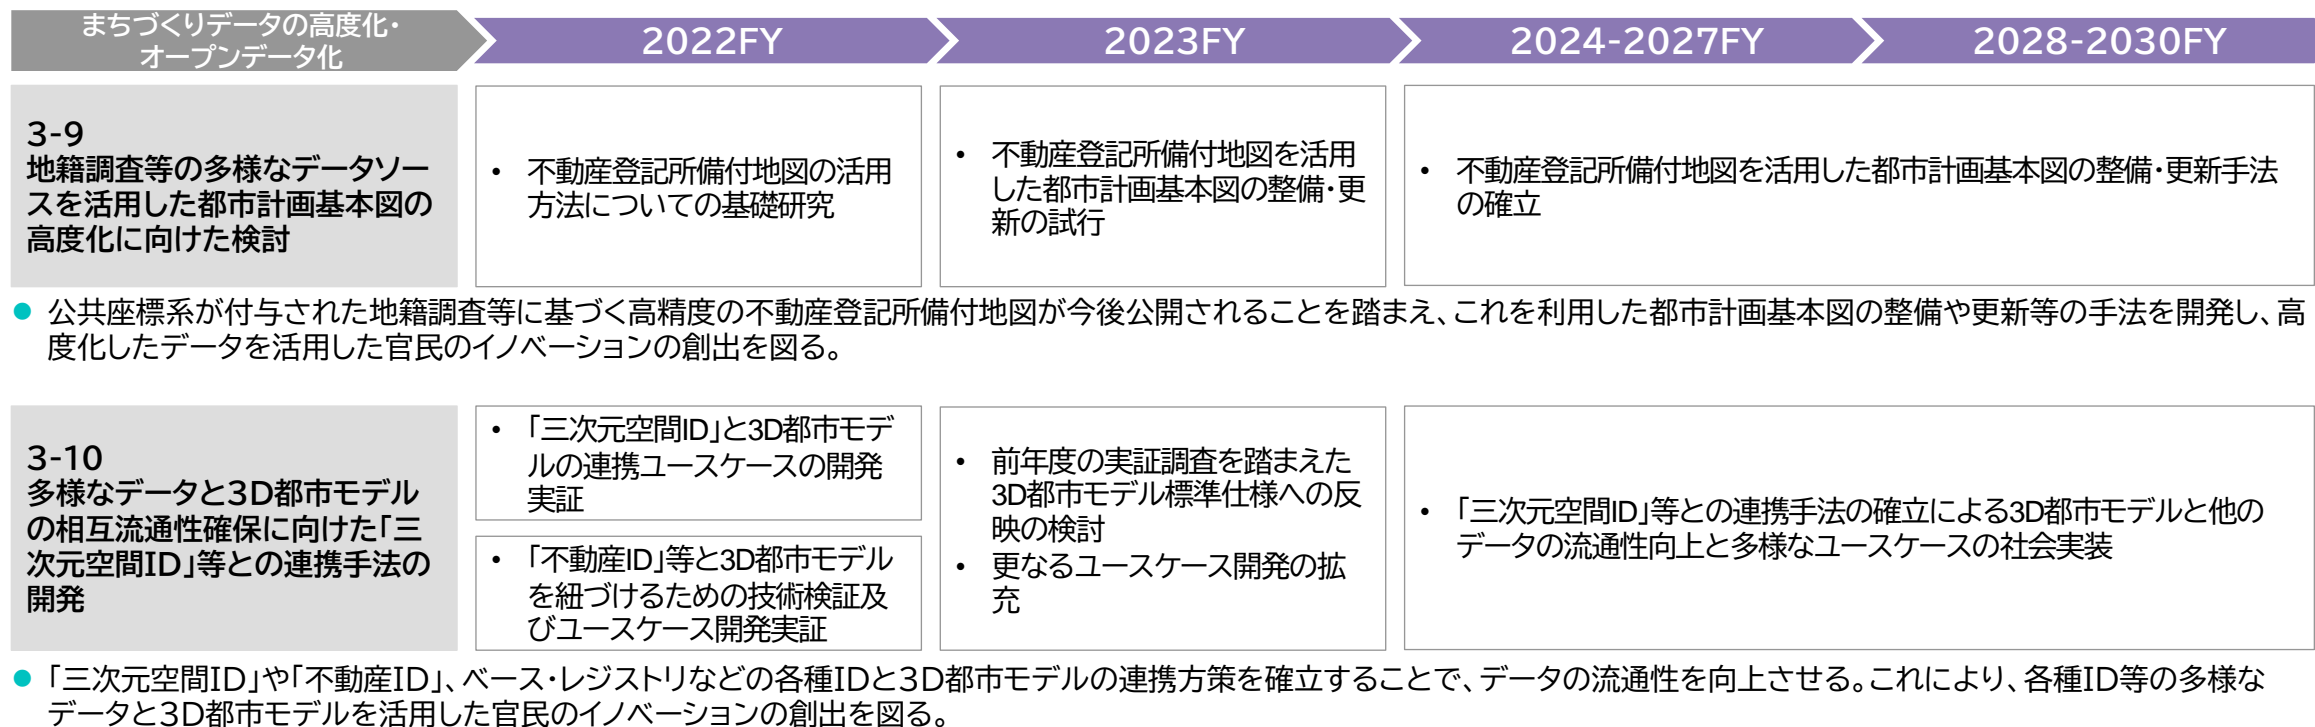 まちづくりデータの高度化・
オープンデータ化
2022FY
2023FY
2024-2027FY
2028-2030FY
3-9
地籍調査等の多様なデータソー
スを活用した都市計画基本図の
高度化に向けた検討
• 不動産登記所備付地図の活用
方法についての基礎研究
• 不動産登記所備付地図を活用
した都市計画基本図の整備・更
新の試行
• 不動産登記所備付地図を活用した都市計画基本図の整備・更新手法
の確立
● 公共座標系が付与された地籍調査等に基づく高精度の不動産登記所備付地図が今後公開されることを踏まえ、これを利用した都市計画基本図の整備や更新等の手法を開発し、高
度化したデータを活用した官民のイノベーションの創出を図る。
3-10
多様なデータと3D都市モデル
の相互流通性確保に向けた「三
次元空間ID」等との連携手法の
開発
• 「三次元空間ID」と3D都市モデ
ルの連携ユースケースの開発
実証
• 「不動産ID」等と3D都市モデル
を紐づけるための技術検証及
びユースケース開発実証
• 前年度の実証調査を踏まえた
3D都市モデル標準仕様への反
映の検討
• 更なるユースケース開発の拡
充
• 「三次元空間ID」等との連携手法の確立による3D都市モデルと他の
データの流通性向上と多様なユースケースの社会実装
● 「三次元空間ID」や「不動産ID」、ベース・レジストリなどの各種IDと3D都市モデルの連携方策を確立することで、データの流通性を向上させる。これにより、各種ID等の多様な
データと3D都市モデルを活用した官民のイノベーションの創出を図る。